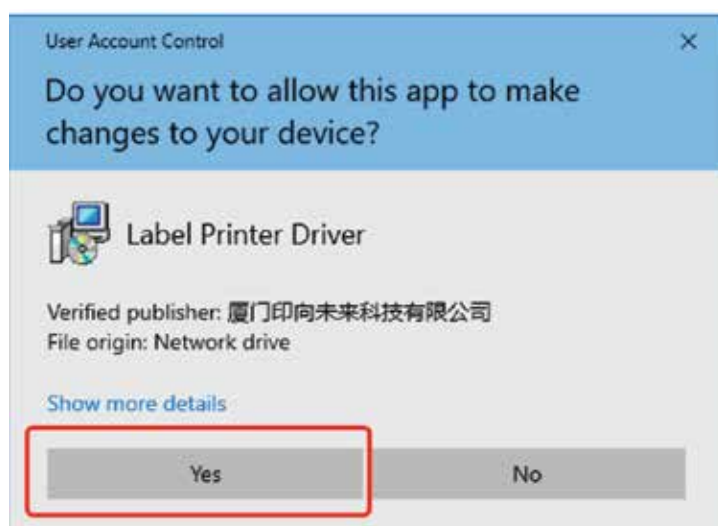 User Account Control
Do you want to allow this app to make
changes to your device?
Label Printer Driver
Verified publisher: 厦门印向未来科技有限公司
File origin: Network drive
Show more details
Yes
No